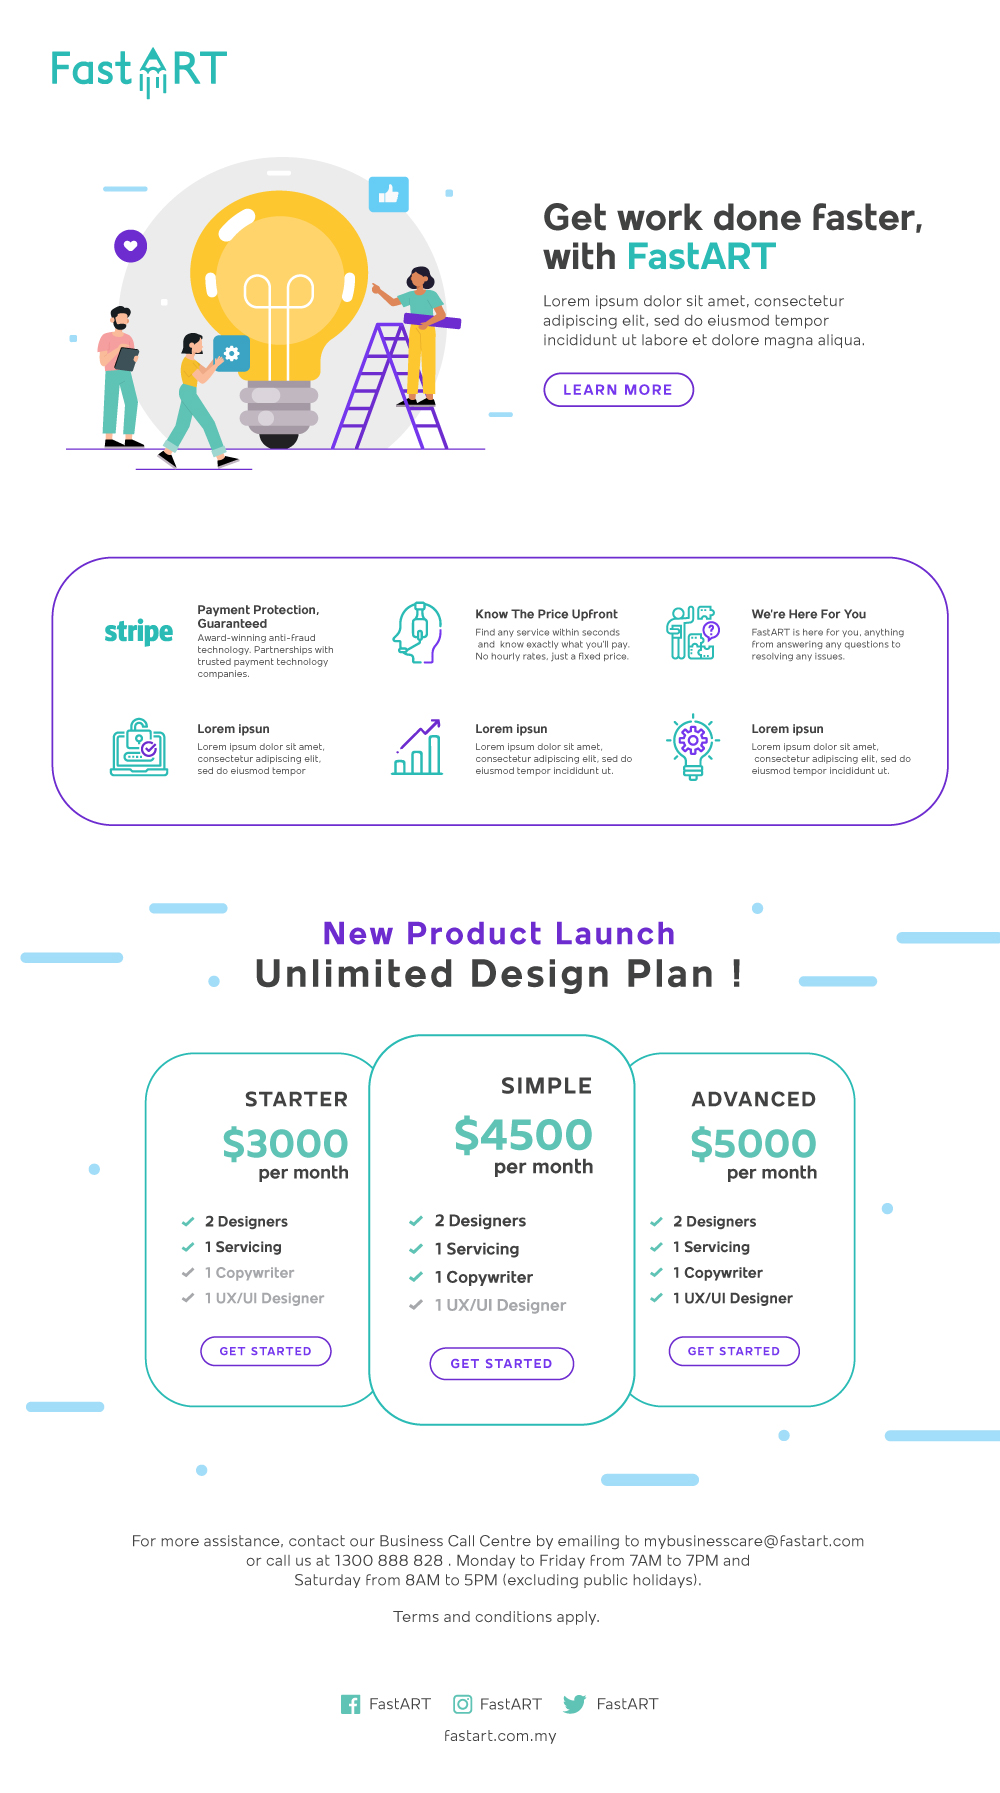 FastART
Get work done faster,
with FastART
Lorem ipsum dolor sit amet, consectetur
adipiscing elit, sed do eiusmod tempor
incididunt ut labore et dolore magna aliqua.
LEARN MORE
stripe
Payment Protection,
Guaranteed
Award-winning anti-fraud
technology. Partnerships with
trusted payment technology
companies.
Know The Price Upfront
Find any service within seconds
and know exactly what you'll pay.
No hourly rates, just a fixed price.
We're Here For You
FastART is here for you, anything
from answering any questions to
resolving any issues.
Lorem ipsun
Lorem ipsum dolor sit amet,
consectetur adipiscing elit,
sed do eiusmod tempor
Lorem ipsun
Lorem ipsum dolor sit amet,
consectetur adipiscing elit, sed do
eiusmod tempor incididunt ut.
Lorem ipsun
Lorem ipsum dolor sit amet,
consectetur adipiscing elit, sed do
eiusmod tempor incididunt ut.
New Product Launch
Unlimited Design Plan !
STARTER
$3000
per month
2 Designers
1 Servicing
1 Copywriter
1 UX/UI Designer
GET STARTED
SIMPLE
$4500
per month
2 Designers
1 Servicing
1 Copywriter
1 UX/UI Designer
GET STARTED
ADVANCED
$5000
per month
2 Designers
1 Servicing
1 Copywriter
1 UX/UI Designer
GET STARTED
For more assistance, contact our Business Call Centre by emailing to mybusinesscare@fastart.com
or call us at 1300 888 828 . Monday to Friday from 7AM to 7PM and
Saturday from 8AM to 5PM (excluding public holidays).
Terms and conditions apply.
FastART FastART FastART
fastart.com.my